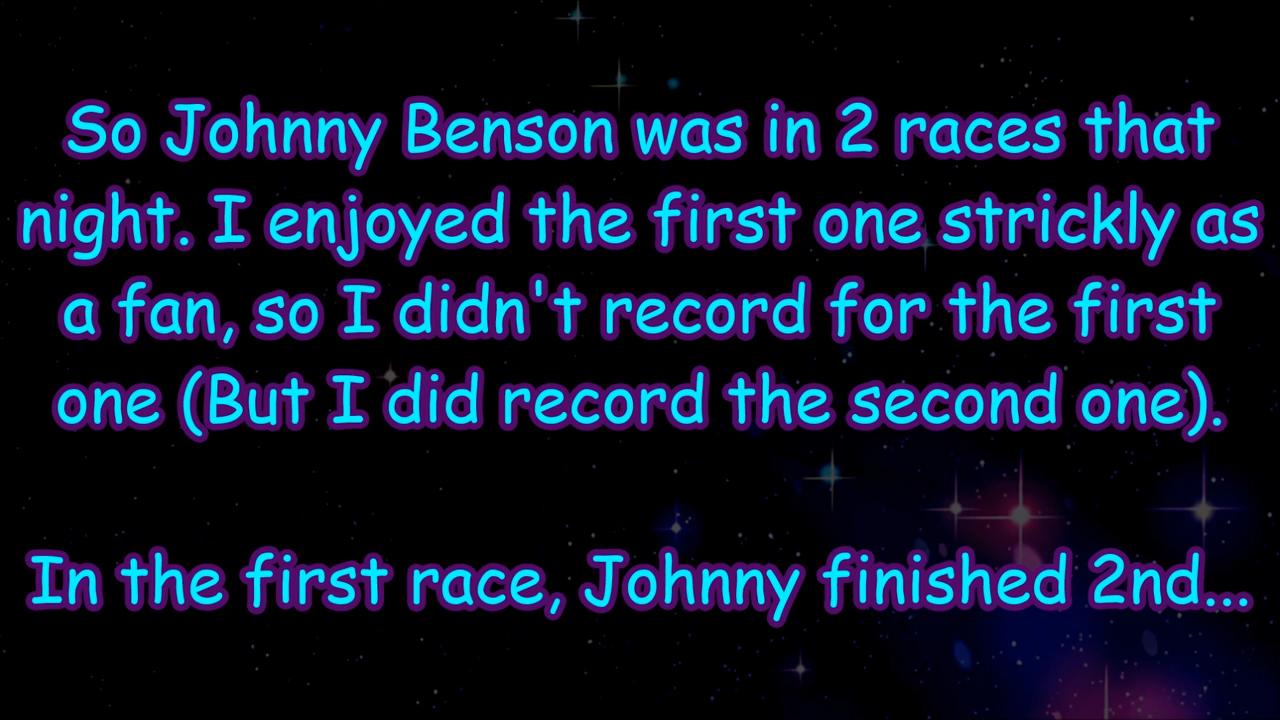 So Johnny Benson was in 2 races that
night. I enjoyed the first one strickly as
a fan, so I didn't record for the first
one (But I did record the second one).
In the first race, Johnny finished 2nd...